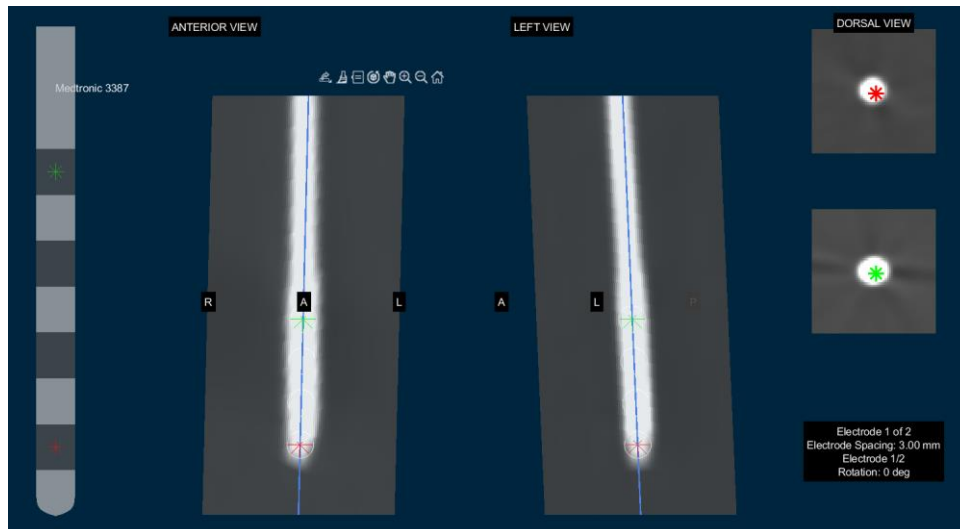 ANTERIOR VIEW
LEFT VIEW
DORSAL VIEW
Medtronic 3387
R
A
L
A
L
P
Electrode 1 of 2
Electrode Spacing: 3.00 mm
Electrode 1/2
Rotation: 0 deg